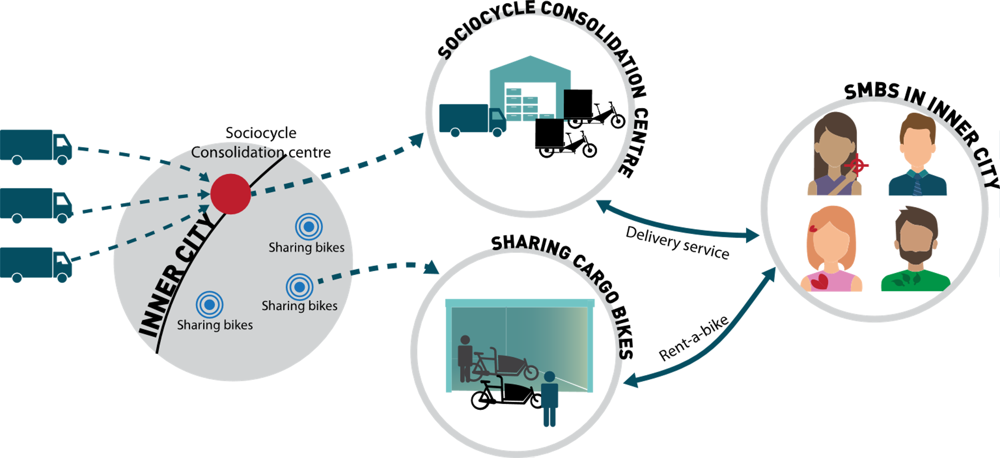 SOCIOCYCLE CONSOLIDATION CENTRE
SMBS IN INNER CITY
Sociocycle
Consolidation centre
INNER CITY
Sharing bikes
Sharing bikes
Sharing bikes
Delivery service
SHARING CARGO BIKES
Rent-a-bike